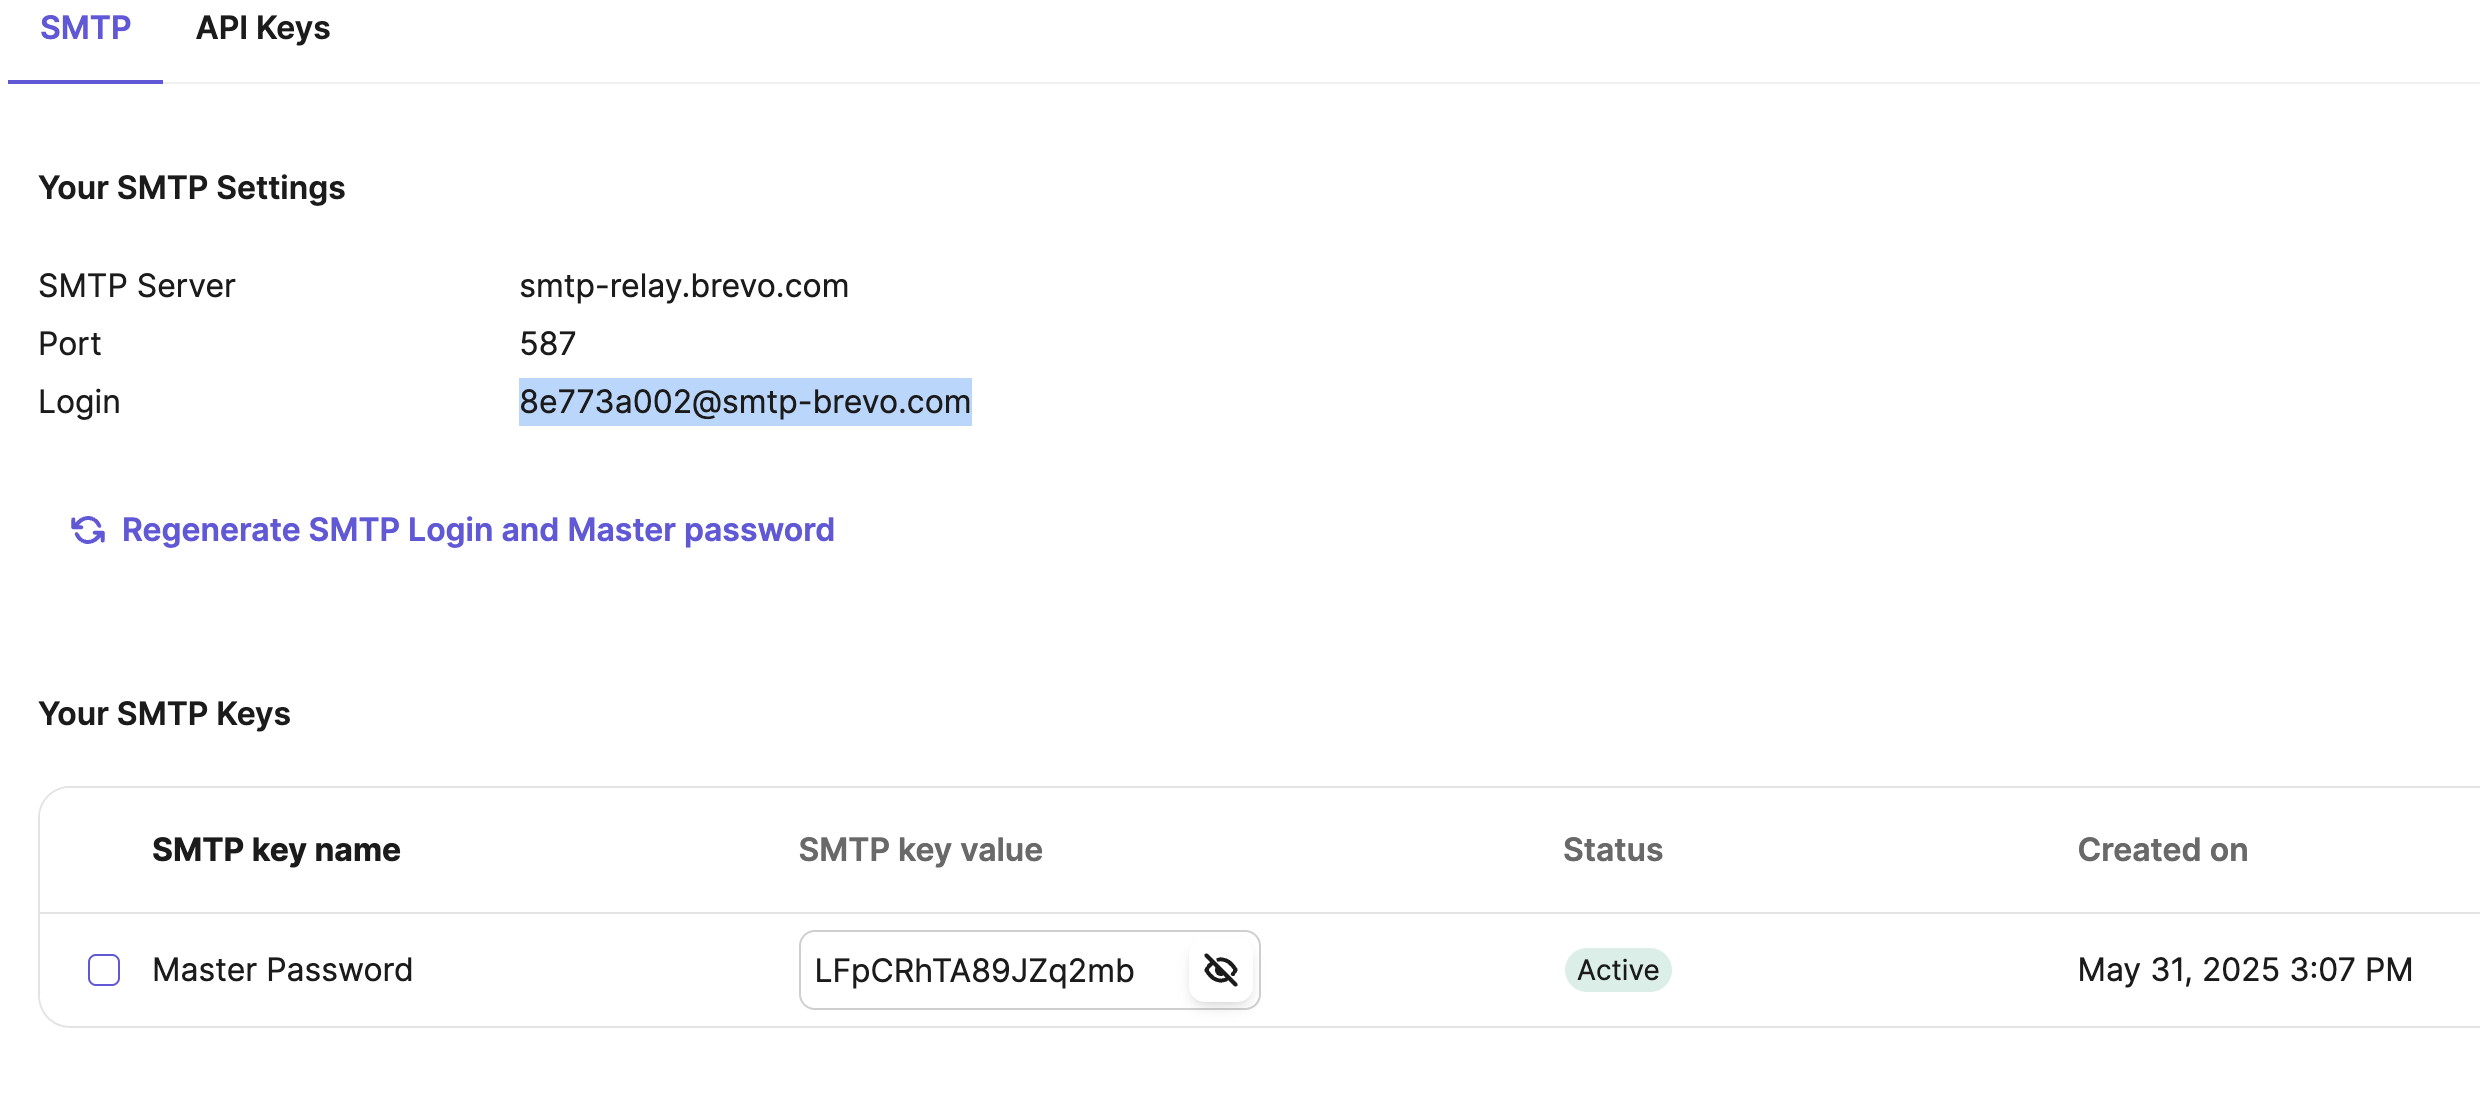 SMTP API Keys
Your SMTP Settings
SMTP Server smtp-relay.brevo.com
Port 587
Login 8e773a002@smtp-brevo.com
Regenerate SMTP Login and Master password
Your SMTP Keys
SMTP key name SMTP key value Status Created on
Master Password LFpCRhTA89JZq2mb Active May 31, 2025 3:07 PM